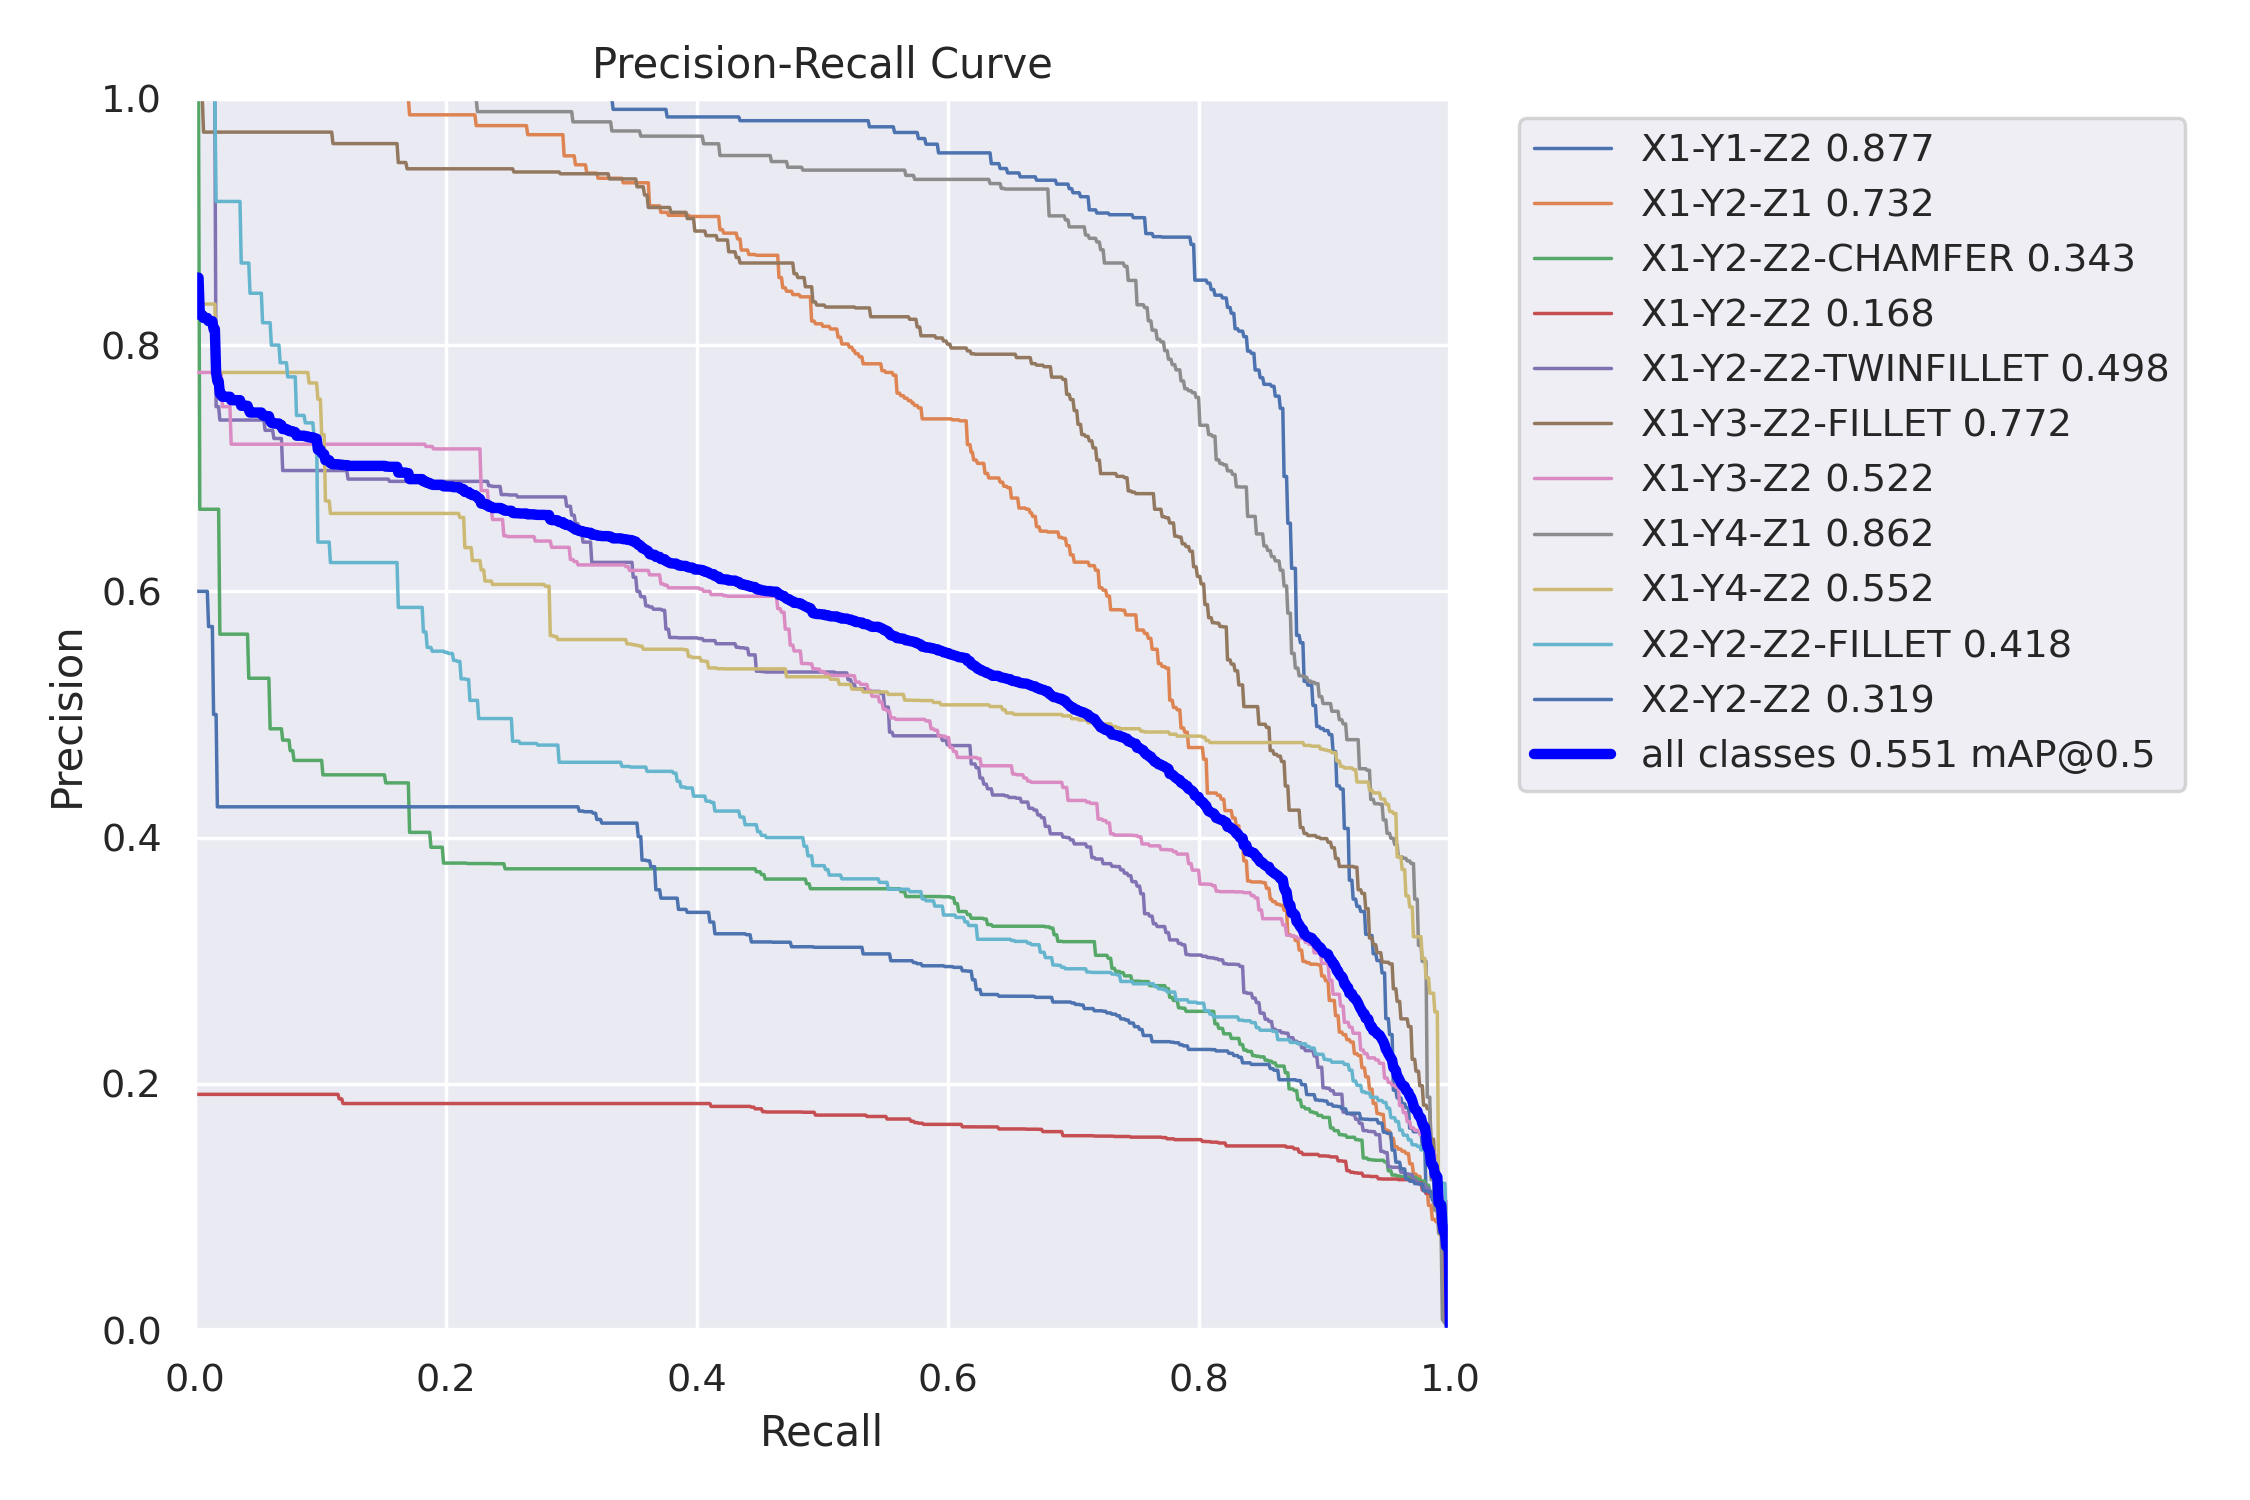 Precision-Recall Curve
1.0
0.8
0.6
0.4
0.2
0.0
Precision
0.0 0.2 0.4 0.6 0.8 1.0
Recall
X1-Y1-Z2 0.877
X1-Y2-Z1 0.732
X1-Y2-Z2-CHAMFER 0.343
X1-Y2-Z2 0.168
X1-Y2-Z2-TWINFILLET 0.498
X1-Y3-Z2-FILLET 0.772
X1-Y3-Z2 0.522
X1-Y4-Z1 0.862
X1-Y4-Z2 0.552
X2-Y2-Z2-FILLET 0.418
X2-Y2-Z2 0.319
all classes 0.551 mAP@0.5